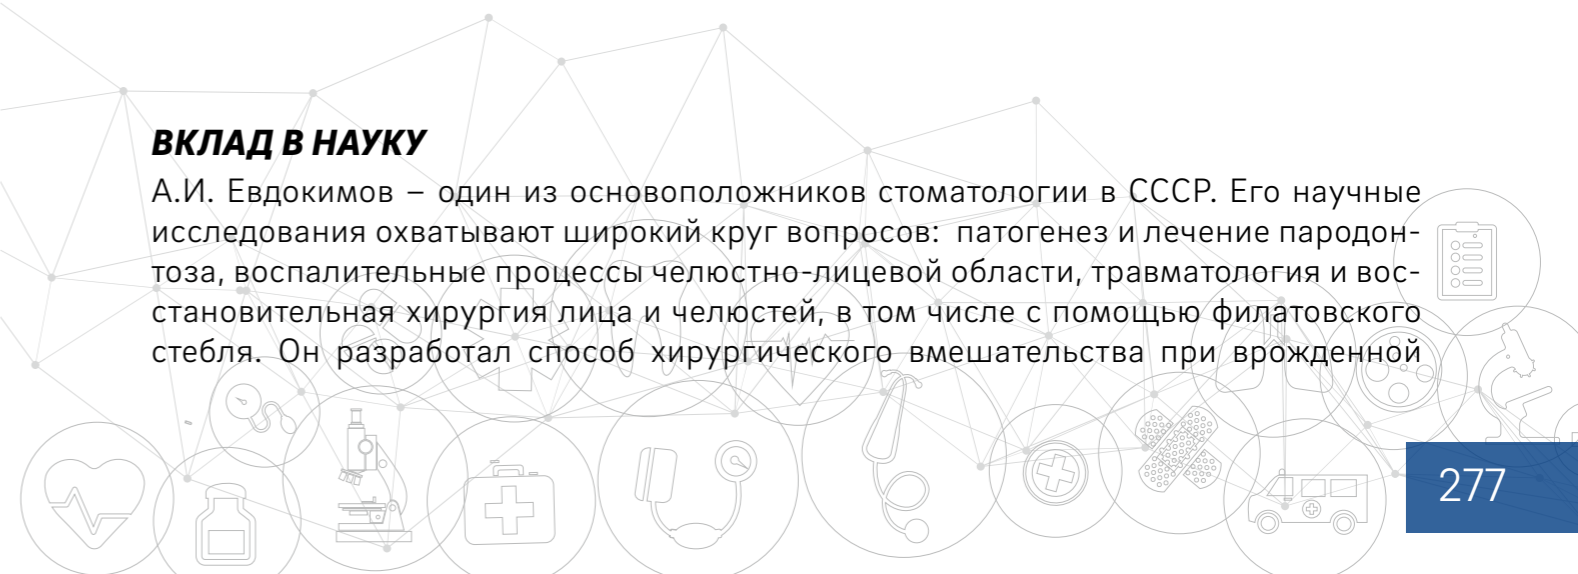 ВКЛАД В НАУКУ
А.И. Евдокимов – один из основоположников стоматологии в СССР. Его научные
исследования охватывают широкий круг вопросов:  патогенез и лечение пародон-
тоза, воспалительные процессы челюстно-лицевой области, травматология и вос-
становительная хирургия лица и челюстей, в том числе с помощью филатовского
стебля. Он разработал способ хирургического вмешательства при врожденной
277